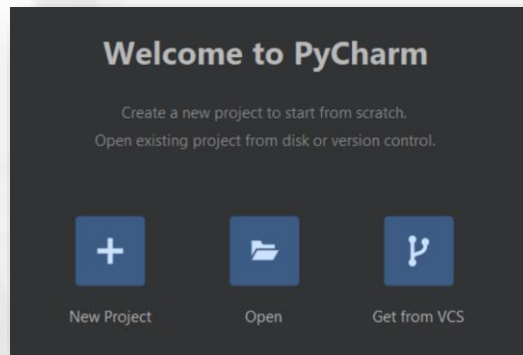 Welcome to PyCharm
Create a new project to start from scratch.
Open existing project from disk or version control.
New Project
Open
Get from VCS